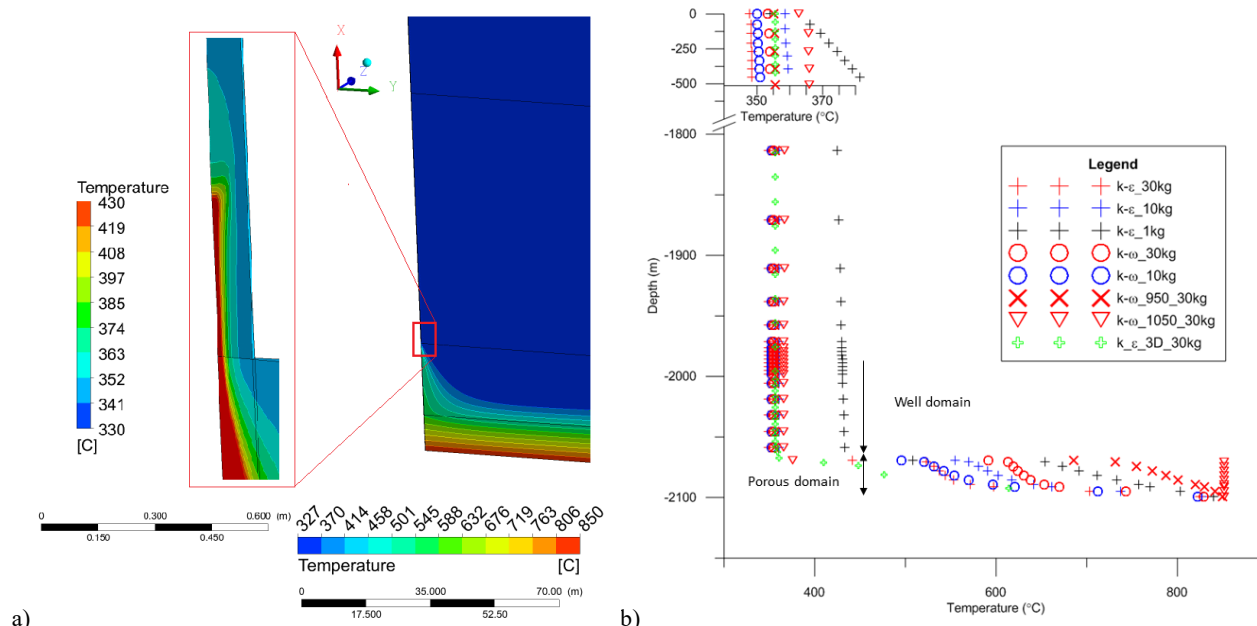 X
Z
Y
Temperature
430
419
408
397
385
374
363
352
341
330
[C]
0 0.300 0.600 (m)
0.150 0.450
327 370 414 458 501 545 588 632 676 719 763 806 850
Temperature [C]
0 35.000 70.00 (m)
17.500 52.50
a)
0
-250
-500
350 370
Temperature (°C)
-1800
-1900
-2000
-2100
Depth (m)
Legend
k-ε_30kg
k-ε_10kg
k-ε_1kg
k-ω_30kg
k-ω_10kg
k-ω_950_30kg
k-ω_1050_30kg
k_ε_3D_30kg
Well domain
Porous domain
400 600 800
Temperature (°C)
b)